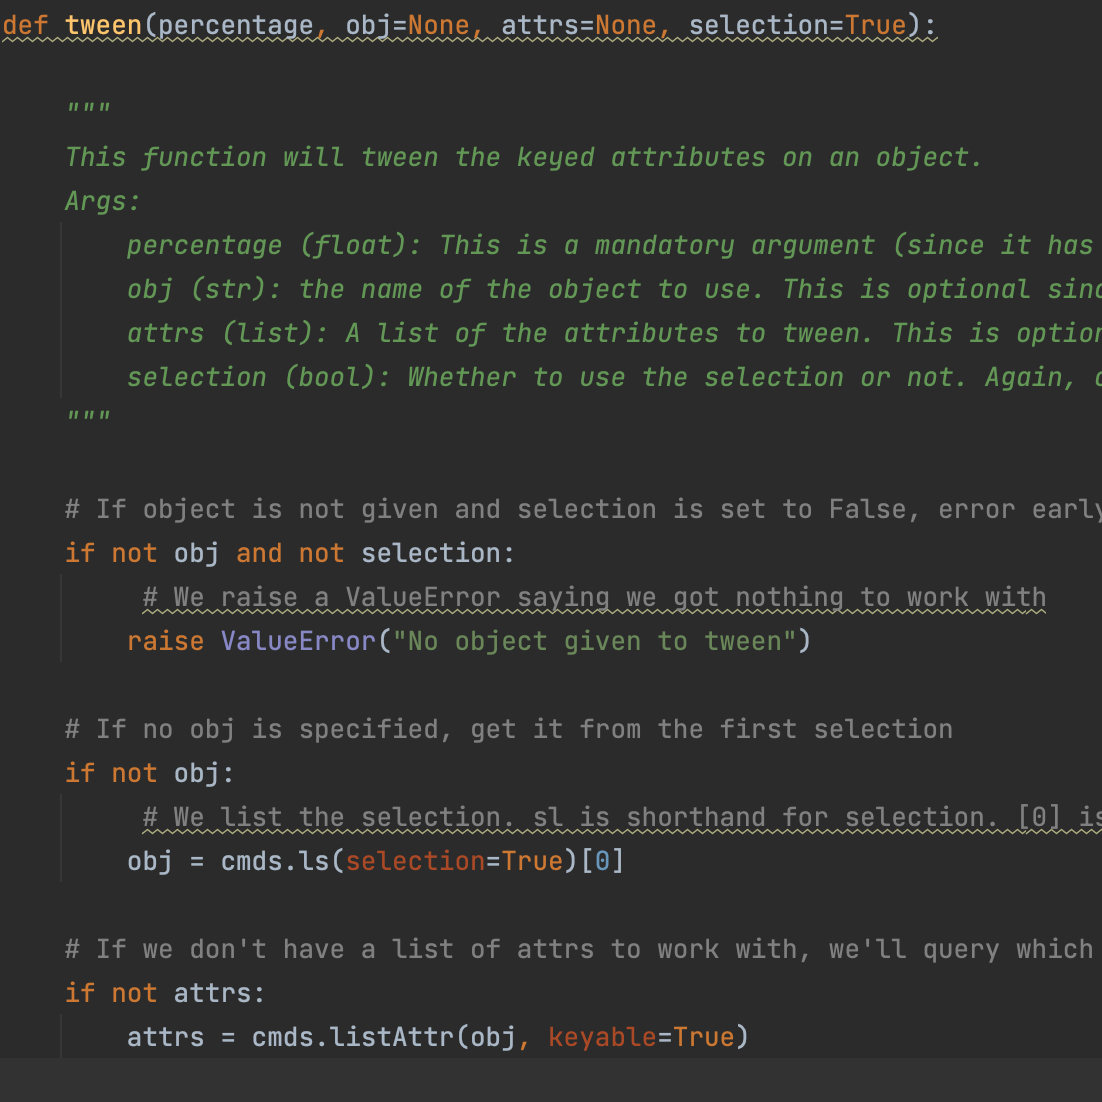 def tween(percentage, obj=None, attrs=None, selection=True):
"""
This function will tween the keyed attributes on an object.
Args:
percentage (float): This is a mandatory argument (since it has
obj (str): the name of the object to use. This is optional sinc
attrs (list): A list of the attributes to tween. This is option
selection (bool): Whether to use the selection or not. Again,
"""
# If object is not given and selection is set to False, error early
if not obj and not selection:
# We raise a ValueError saying we got nothing to work with
raise ValueError("No object given to tween")
# If no obj is specified, get it from the first selection
if not obj:
# We list the selection. sl is shorthand for selection. [0] is
obj = cmds.ls(selection=True)[0]
# If we don't have a list of attrs to work with, we'll query which
if not attrs:
attrs = cmds.listAttr(obj, keyable=True)